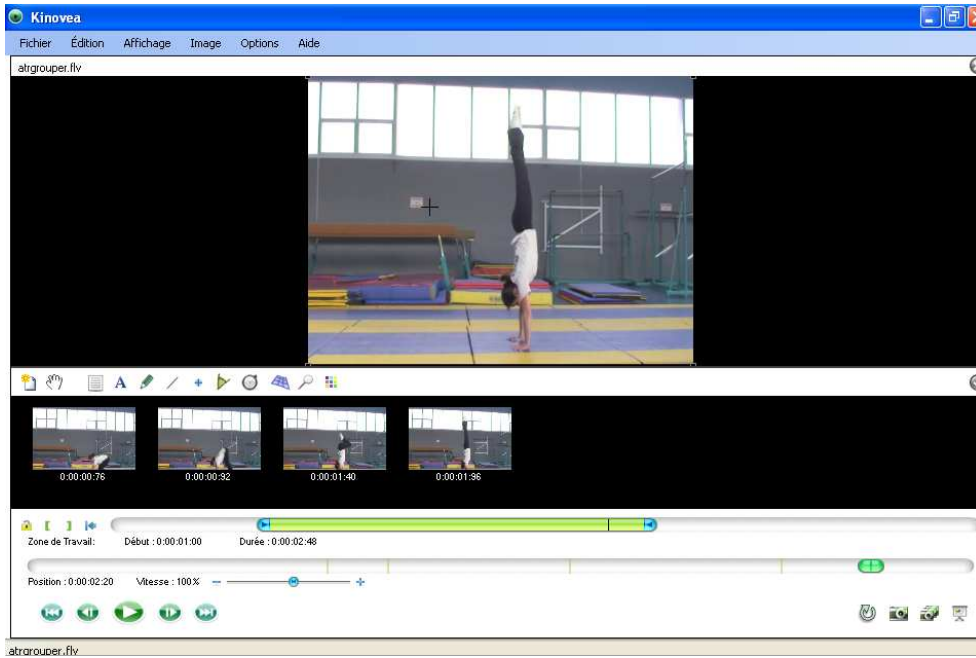 Kinovea
Fichier Édition Affichage Image Options Aide
atrgrouper.flv
A
0:00:00:76 0:00:00:92 0:00:01:40 0:00:01:96
Zone de Travail: Début : 0:00:01:00 Durée : 0:00:02:48
Position : 0:00:02:20 Vitesse : 100%
atrgrouper.flv